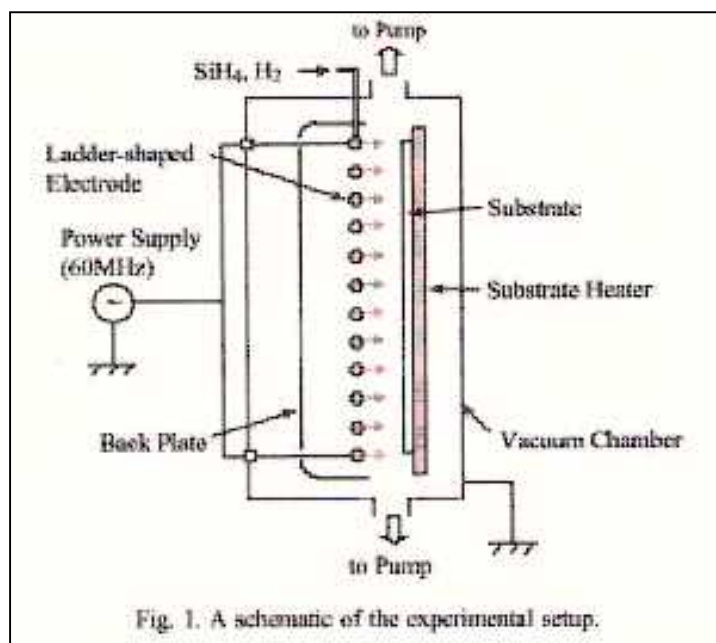 to Pump
SiH4, H2
Ladder-shaped
Electrode
Power Supply
(60MHz)
Substrate
Substrate Heater
Back Plate
Vacuum Chamber
to Pump
Fig. 1. A schematic of the experimental setup.